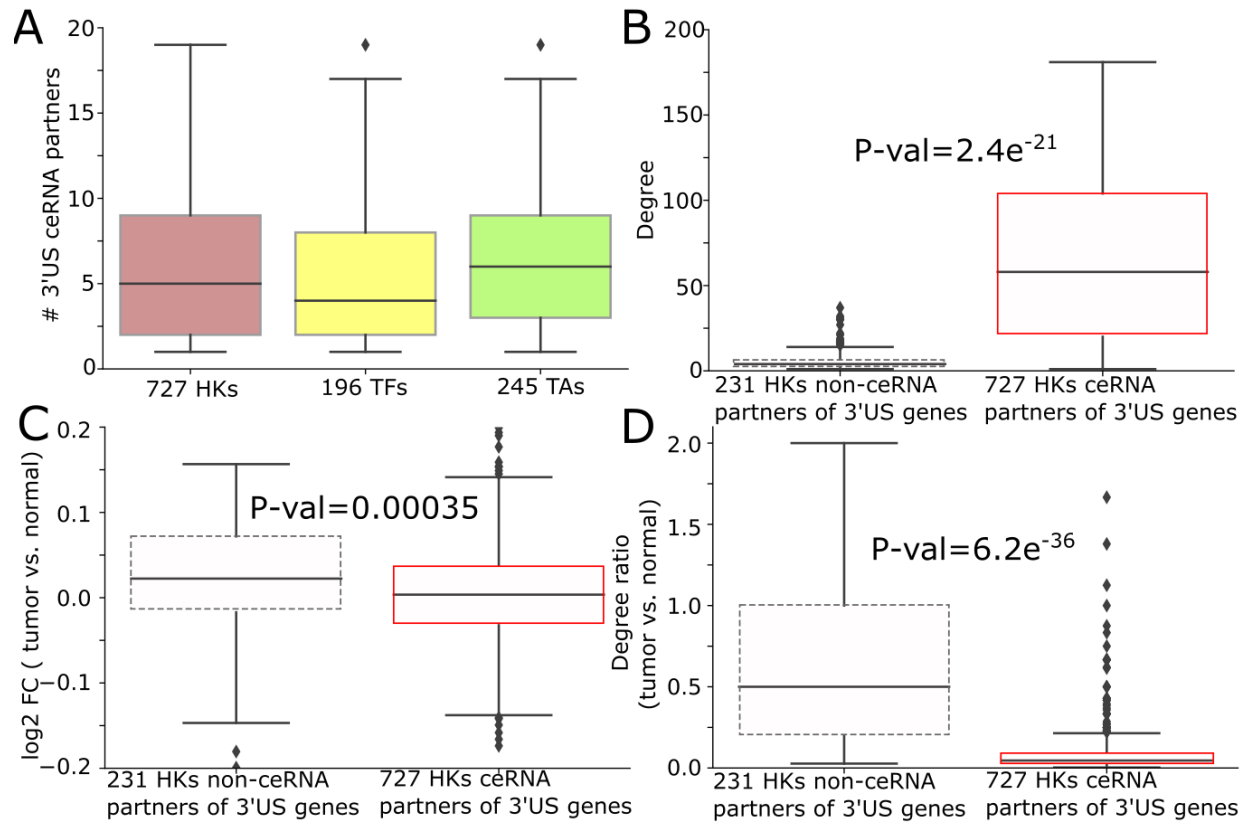 A
# 3'US ceRNA partners
20
15
10
5
0
727 HKs
196 TFs
245 TAs
B
Degree
200
150
100
50
0
P-val=2.4e-21
231 HKs non-ceRNA
partners of 3'US genes
727 HKs ceRNA
partners of 3'US genes
C
log2 FC ( tumor vs. normal)
0.2
0.1
0.0
−0.1
−0.2
P-val=0.00035
231 HKs non-ceRNA
partners of 3'US genes
727 HKs ceRNA
partners of 3'US genes
D
Degree ratio
(tumor vs. normal)
2.0
1.5
1.0
0.5
0.0
P-val=6.2e-36
231 HKs non-ceRNA
partners of 3'US genes
727 HKs ceRNA
partners of 3'US genes